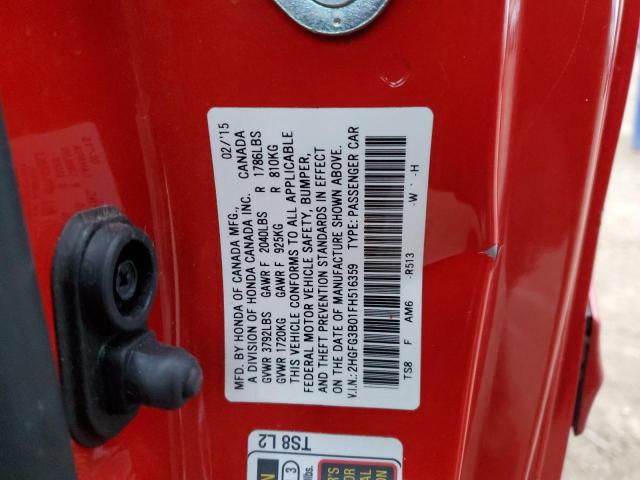 MFD. BY HONDA OF CANADA MFG., 02/'15
A DIVISION OF HONDA CANADA INC. CANADA
GVWR 3792LBS GAWR F 2040LBS R 1786LBS
GVWR 1720KG GAWR F 925KG R 810KG
THIS VEHICLE CONFORMS TO ALL APPLICABLE
FEDERAL MOTOR VEHICLE SAFETY, BUMPER,
AND THEFT PREVENTION STANDARDS IN EFFECT
ON THE DATE OF MANUFACTURE SHOWN ABOVE.
V.I.N.: 2HGFG3B01FH516359 TYPE: PASSENGER CAR
TS8 F AM6 -R513 -W -H
TS8 L2
N
3
lbs.